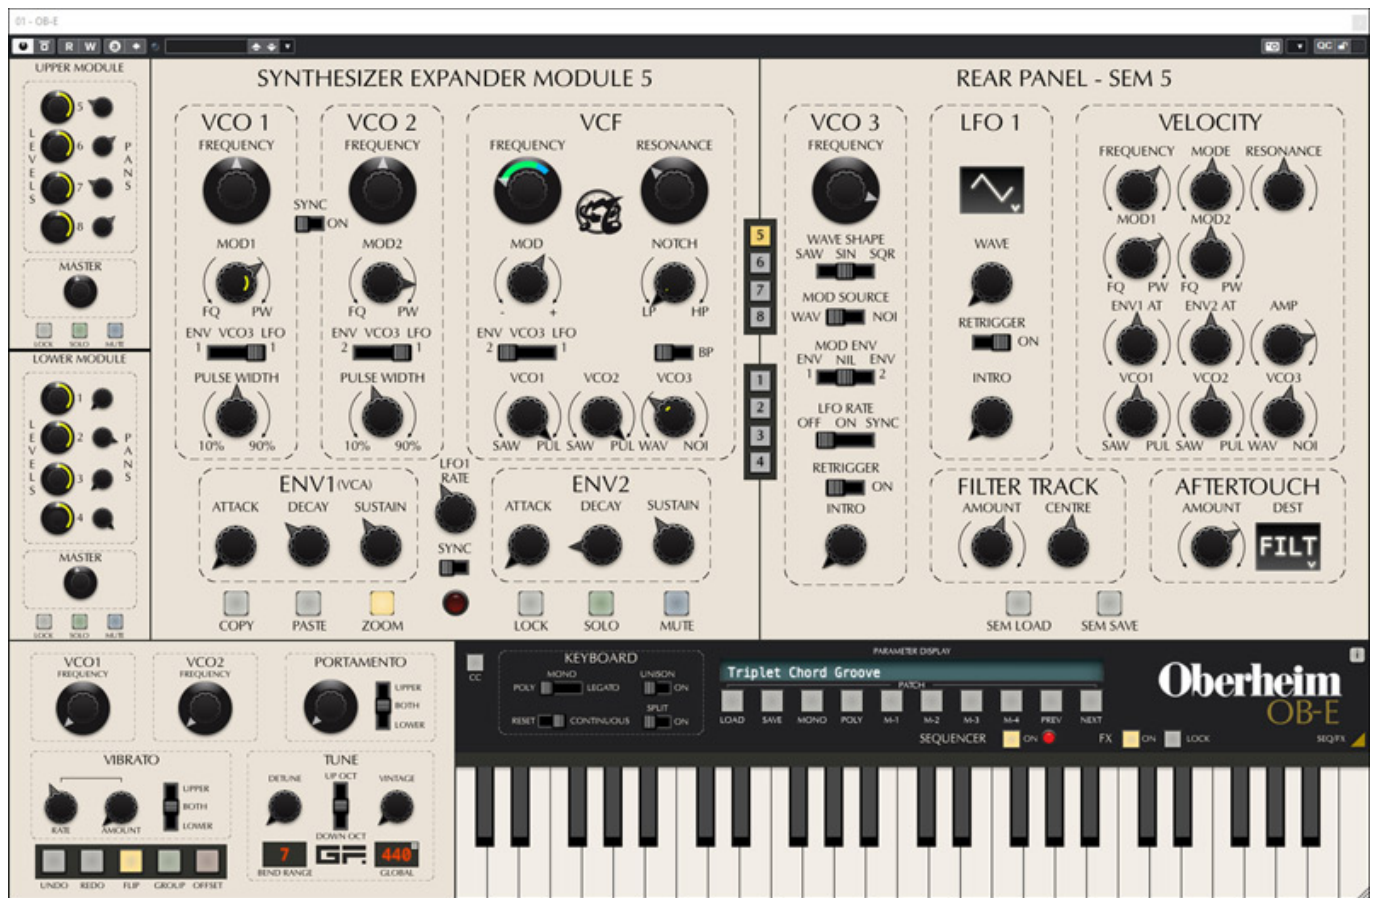 01 - OB-E
R W QC
UPPER MODULE
LEVELS
PANS
5
6
7
8
MASTER
LOCK SOLO MUTE
LOWER MODULE
LEVELS
PANS
1
2
3
4
MASTER
LOCK SOLO MUTE
SYNTHESIZER EXPANDER MODULE 5
VCO 1
FREQUENCY
MOD1
FQ PW
ENV VCO3 LFO
1 1
PULSE WIDTH
10% 90%
SYNC
ON
VCO 2
FREQUENCY
MOD2
FQ PW
ENV VCO3 LFO
2 1
PULSE WIDTH
10% 90%
VCF
FREQUENCY RESONANCE
MOD NOTCH
- + LP HP
ENV VCO3 LFO
2 1 BP
VCO1 VCO2 VCO3
SAW PUL SAW PUL WAV NOI
ENV1 (VCA)
ATTACK DECAY SUSTAIN
LFO1
RATE
SYNC
ENV2
ATTACK DECAY SUSTAIN
COPY PASTE ZOOM LOCK SOLO MUTE
5
6
7
8
1
2
3
4
REAR PANEL - SEM 5
VCO 3
FREQUENCY
WAVE SHAPE
SAW SIN SQR
MOD SOURCE
WAV NOI
MOD ENV
ENV NIL ENV
1 2
LFO RATE
OFF ON SYNC
RETRIGGER
ON
INTRO
LFO 1
WAVE
RETRIGGER
ON
INTRO
VELOCITY
FREQUENCY MODE RESONANCE
MOD1 MOD2
FQ PW FQ PW
ENV1 AT ENV2 AT AMP
VCO1 VCO2 VCO3
SAW PUL SAW PUL WAV NOI
FILTER TRACK
AMOUNT CENTRE
AFTERTOUCH
AMOUNT DEST
FILT
SEM LOAD SEM SAVE
VCO1
FREQUENCY
VCO2
FREQUENCY
PORTAMENTO
UPPER
BOTH
LOWER
VIBRATO
RATE AMOUNT
UPPER
BOTH
LOWER
TUNE
DETUNE UP OCT VINTAGE
DOWN OCT
7 GF. 440
BEND RANGE GLOBAL
UNDO REDO FLIP GROUP OFFSET
CC
KEYBOARD
MONO
POLY LEGATO
UNISON
ON
RESET CONTINUOUS
SPLIT
ON
PARAMETER DISPLAY
Triplet Chord Groove
PATCH
LOAD SAVE MONO POLY M-1 M-2 M-3 M-4 PREV NEXT
SEQUENCER ON FX ON LOCK
i
Oberheim
OB-E
SEQ/FX